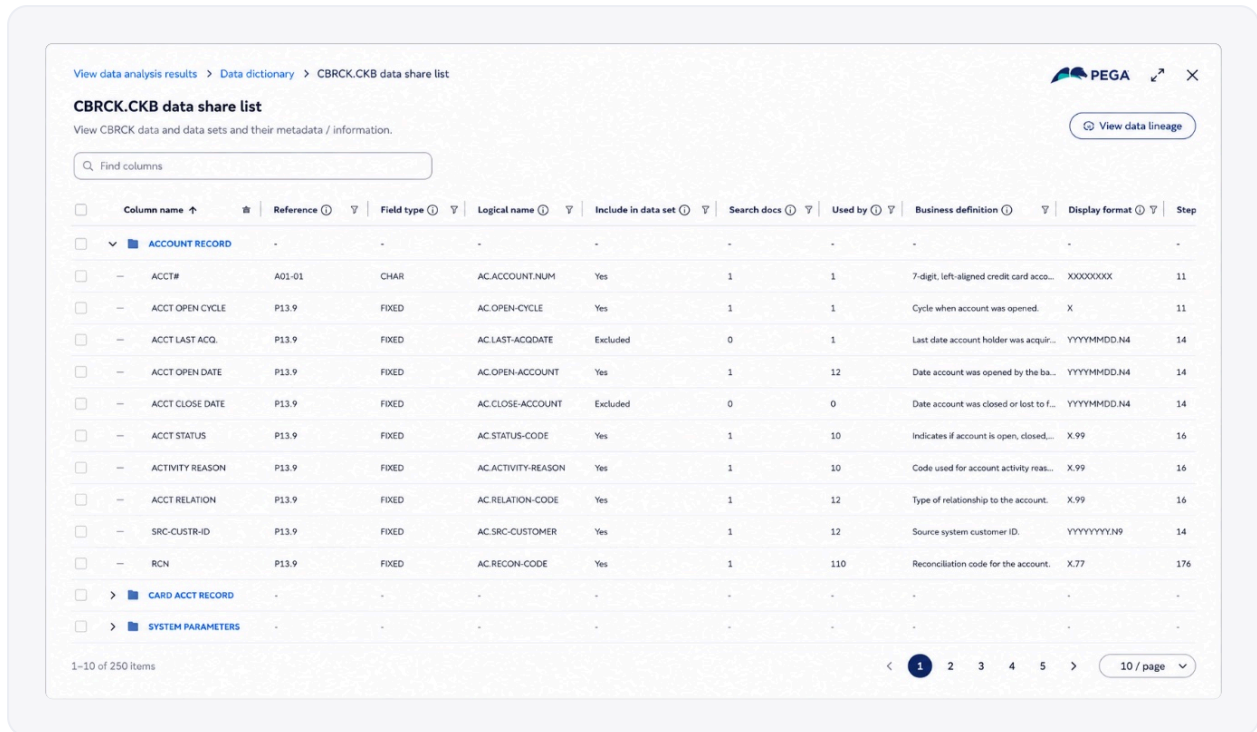 View data analysis results > Data dictionary > CBRCK.CKB data share list
PEGA
CBRCK.CKB data share list
View CBRCK data and data sets and their metadata / information.
View data lineage
Find columns
Column name Reference Field type Logical name Include in data set Search docs Used by Business definition Display format Step
ACCOUNT RECORD - - - - - - - - -
ACCT# A01-01 CHAR AC.ACCOUNT.NUM Yes 1 1 7-digit, left-aligned credit card acco... XXXXXXXX 11
ACCT OPEN CYCLE P13.9 FIXED AC.OPEN-CYCLE Yes 1 1 Cycle when account was opened. X 11
ACCT LAST ACQ. P13.9 FIXED AC.LAST-ACQDATE Excluded 0 1 Last date account holder was acquir... YYYYMMDD.N4 14
ACCT OPEN DATE P13.9 FIXED AC.OPEN-ACCOUNT Yes 1 12 Date account was opened by the ba... YYYYMMDD.N4 14
ACCT CLOSE DATE P13.9 FIXED AC.CLOSE-ACCOUNT Excluded 0 0 Date account was closed or lost to f... YYYYMMDD.N4 14
ACCT STATUS P13.9 FIXED AC.STATUS-CODE Yes 1 10 Indicates if account is open, closed,... X.99 16
ACTIVITY REASON P13.9 FIXED AC.ACTIVITY-REASON Yes 1 10 Code used for account activity reas... X.99 16
ACCT RELATION P13.9 FIXED AC.RELATION-CODE Yes 1 12 Type of relationship to the account. X.99 16
SRC-CUSTR-ID P13.9 FIXED AC.SRC-CUSTOMER Yes 1 12 Source system customer ID. YYYYYYYY.N9 14
RCN P13.9 FIXED AC.RECON-CODE Yes 1 110 Reconciliation code for the account. X.77 176
CARD ACCT RECORD - - - - - - - - -
SYSTEM PARAMETERS - - - - - - - - -
1–10 of 250 items < 1 2 3 4 5 > 10 / page